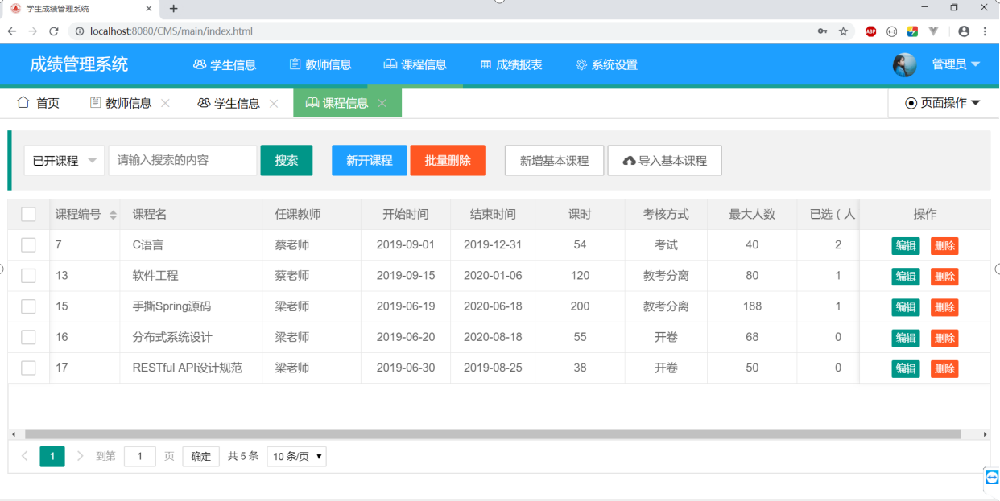 学生成绩管理系统
localhost:8080/CMS/main/index.html
ABP
成绩管理系统 学生信息 教师信息 课程信息 成绩报表 系统设置 管理员
首页 教师信息 学生信息 课程信息 页面操作
已开课程 请输入搜索的内容 搜索 新开课程 批量删除 新增基本课程 导入基本课程
课程编号 课程名 任课教师 开始时间 结束时间 课时 考核方式 最大人数 已选（人 操作
7 C语言 蔡老师 2019-09-01 2019-12-31 54 考试 40 2 编辑 删除
13 软件工程 蔡老师 2019-09-15 2020-01-06 120 教考分离 80 1 编辑 删除
15 手撕Spring源码 梁老师 2019-06-19 2020-06-18 200 教考分离 188 1 编辑 删除
16 分布式系统设计 梁老师 2019-06-20 2020-08-18 55 开卷 68 0 编辑 删除
17 RESTful API设计规范 梁老师 2019-06-30 2019-08-25 38 开卷 50 0 编辑 删除
1 到第 1 页 确定 共 5 条 10 条/页